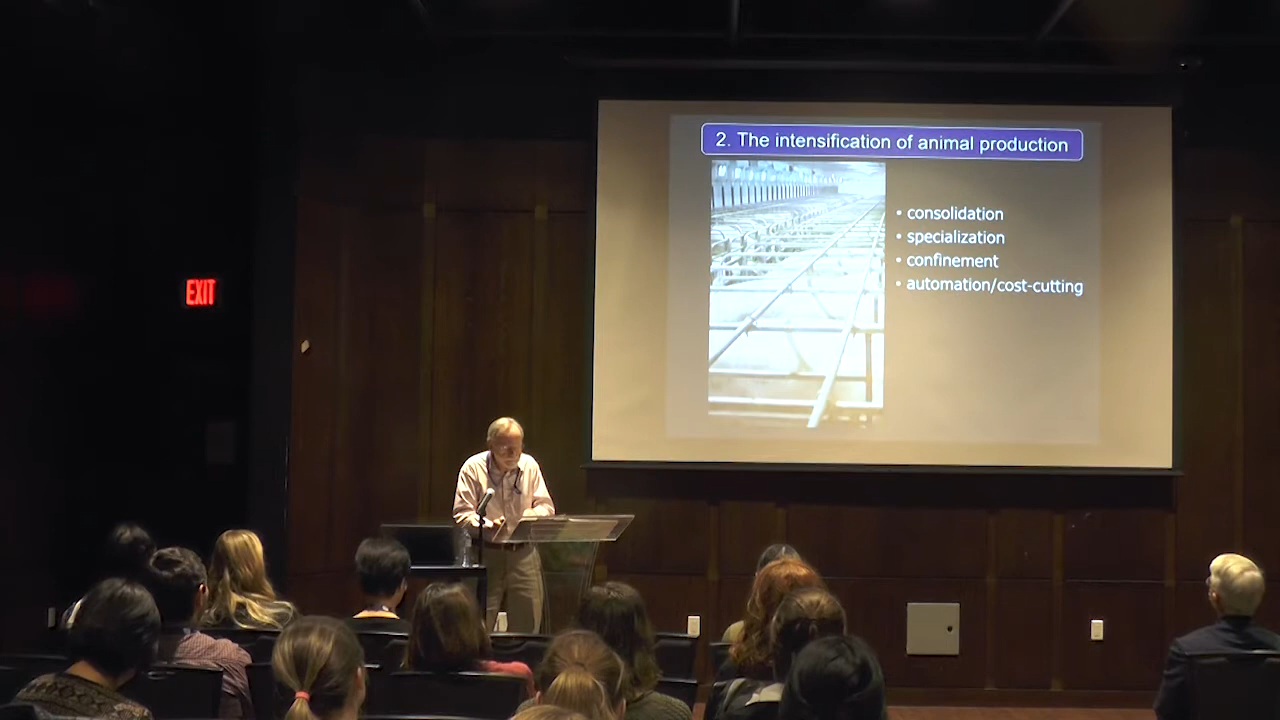 2. The intensification of animal production
• consolidation
• specialization
• confinement
• automation/cost-cutting
EXIT